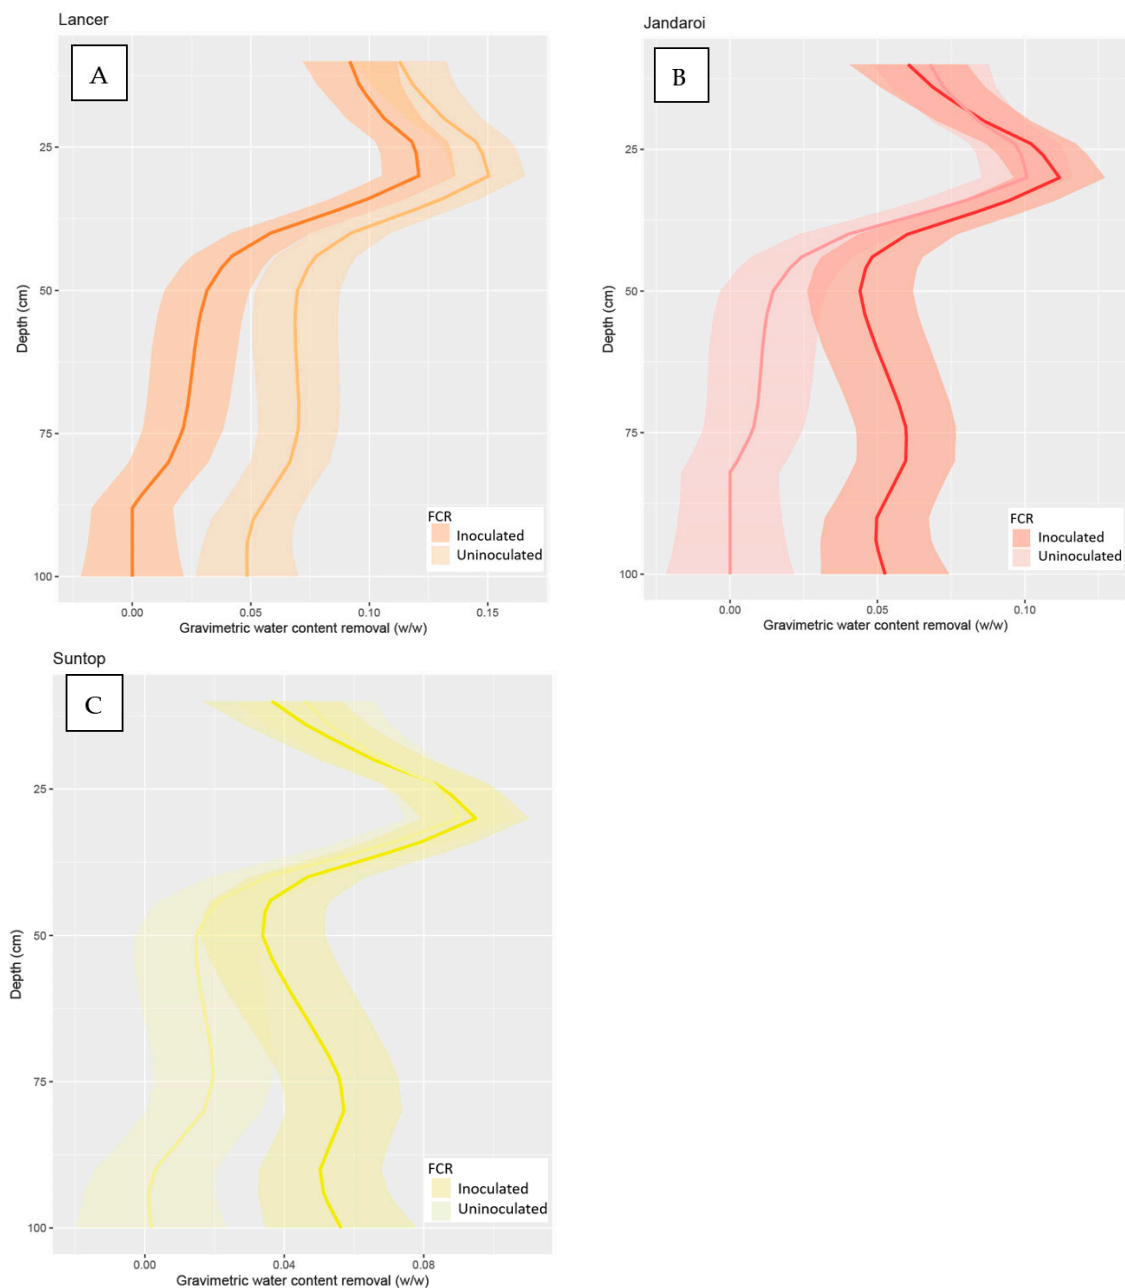 Lancer
A
25
50
75
100
Depth (cm)
FCR
Inoculated
Uninoculated
0.00 0.05 0.10 0.15
Gravimetric water content removal (w/w)
Jandaroi
B
25
50
75
100
Depth (cm)
FCR
Inoculated
Uninoculated
0.00 0.05 0.10
Gravimetric water content removal (w/w)
Suntop
C
25
50
75
100
Depth (cm)
FCR
Inoculated
Uninoculated
0.00 0.04 0.08
Gravimetric water content removal (w/w)